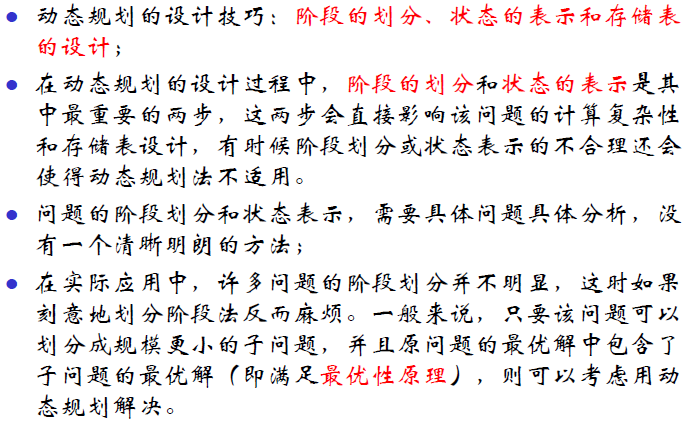 ● 动态规划的设计技巧：阶段的划分、状态的表示和存储表
的设计；
● 在动态规划的设计过程中，阶段的划分和状态的表示是其
中最重要的两步，这两步会直接影响该问题的计算复杂性
和存储表设计，有时候阶段划分或状态表示的不合理还会
使得动态规划法不适用。
● 问题的阶段划分和状态表示，需要具体问题具体分析，没
有一个清晰明朗的方法；
● 在实际应用中，许多问题的阶段划分并不明显，这时如果
刻意地划分阶段法反而麻烦。一般来说，只要该问题可以
划分成规模更小的子问题，并且原问题的最优解中包含了
子问题的最优解（即满足最优性原理），则可以考虑用动
态规划解决。